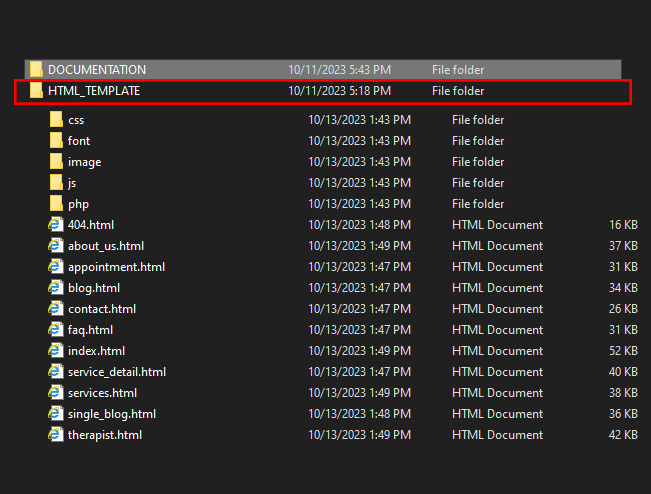 DOCUMENTATION 10/11/2023 5:43 PM File folder
HTML_TEMPLATE 10/11/2023 5:18 PM File folder
css 10/13/2023 1:43 PM File folder
font 10/13/2023 1:43 PM File folder
image 10/13/2023 1:43 PM File folder
js 10/13/2023 1:43 PM File folder
php 10/13/2023 1:43 PM File folder
404.html 10/13/2023 1:48 PM HTML Document 16 KB
about_us.html 10/13/2023 1:49 PM HTML Document 37 KB
appointment.html 10/13/2023 1:47 PM HTML Document 31 KB
blog.html 10/13/2023 1:47 PM HTML Document 34 KB
contact.html 10/13/2023 1:47 PM HTML Document 26 KB
faq.html 10/13/2023 1:47 PM HTML Document 31 KB
index.html 10/13/2023 1:49 PM HTML Document 52 KB
service_detail.html 10/13/2023 1:47 PM HTML Document 40 KB
services.html 10/13/2023 1:49 PM HTML Document 38 KB
single_blog.html 10/13/2023 1:48 PM HTML Document 36 KB
therapist.html 10/13/2023 1:49 PM HTML Document 42 KB